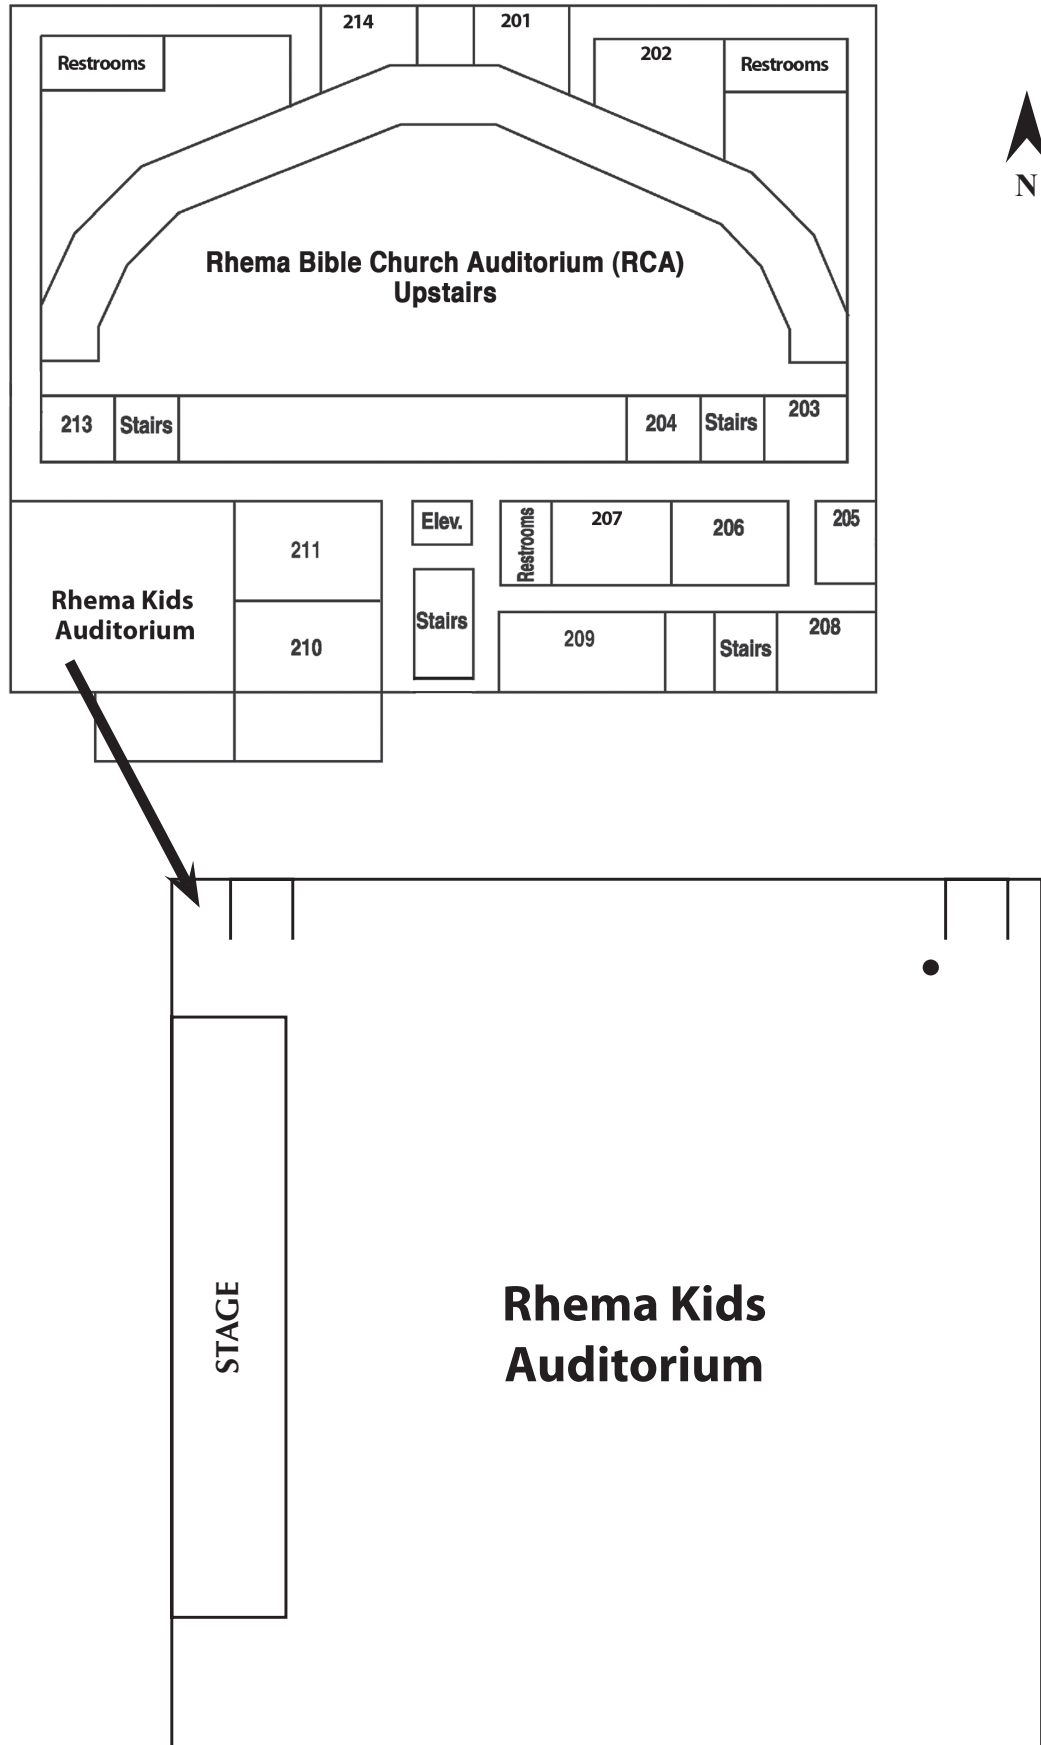 214
201
Restrooms
202
Restrooms
N
Rhema Bible Church Auditorium (RCA)
Upstairs
213
Stairs
204
Stairs
203
211
Elev.
Restrooms
207
206
205
Rhema Kids
Auditorium
210
Stairs
209
Stairs
208
STAGE
Rhema Kids
Auditorium